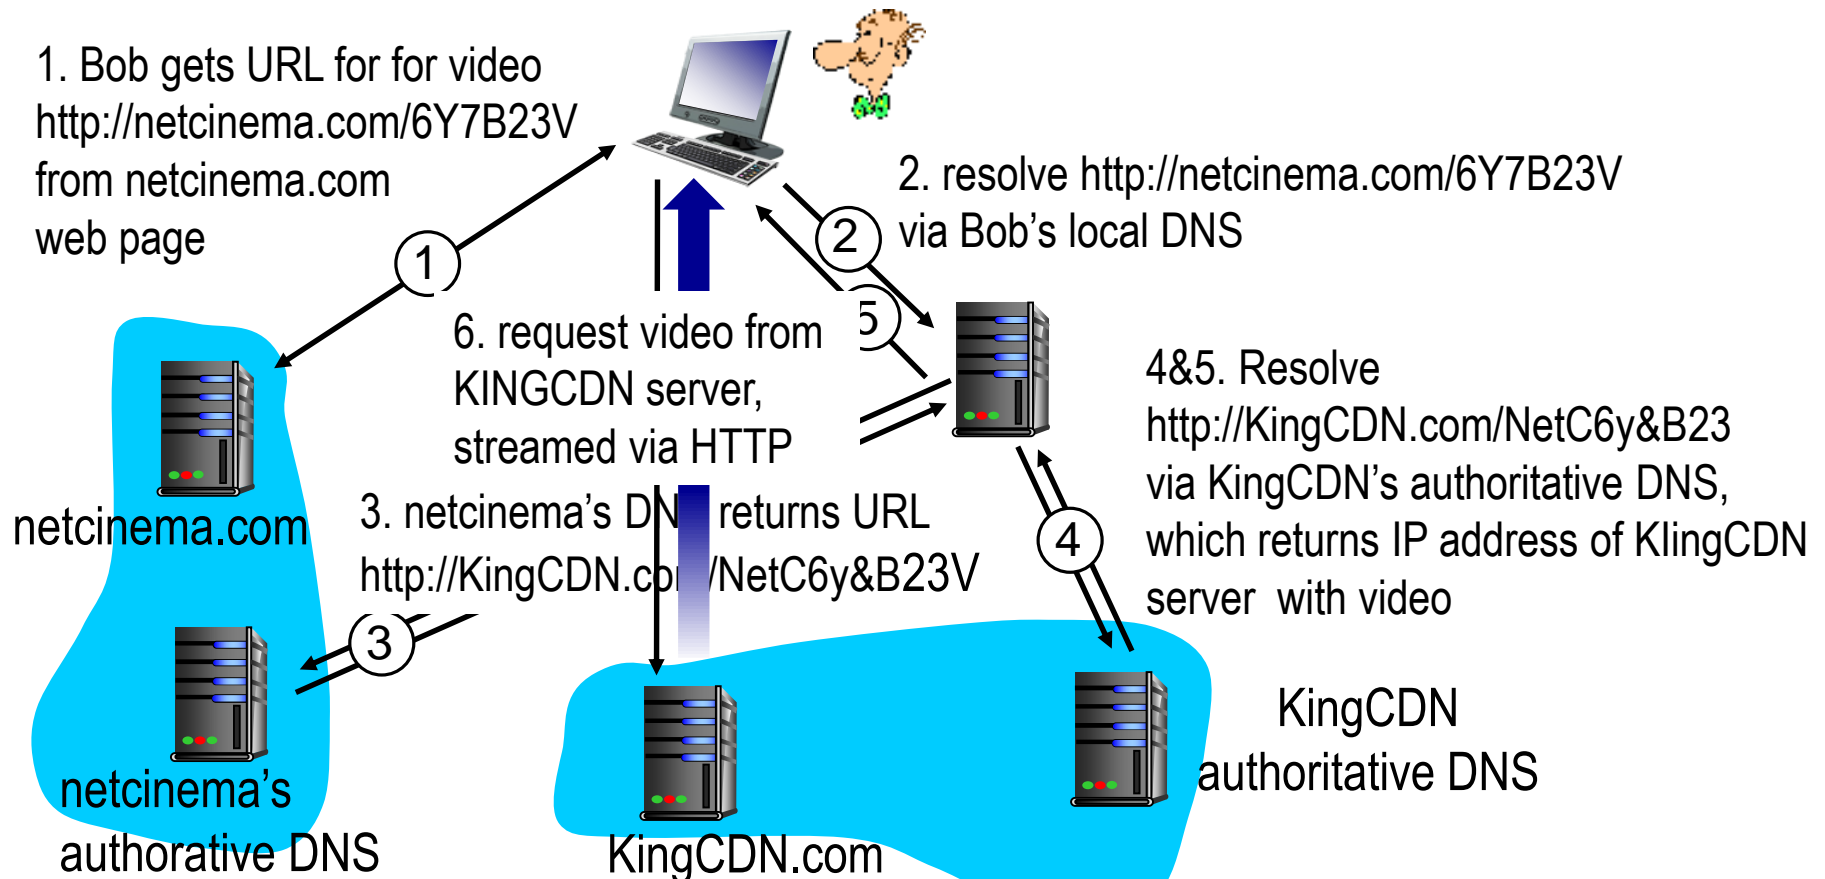 1. Bob gets URL for for video
http://netcinema.com/6Y7B23V
from netcinema.com
web page
1
2. resolve http://netcinema.com/6Y7B23V
via Bob's local DNS
2
5
6. request video from
KINGCDN server,
streamed via HTTP
4&5. Resolve
http://KingCDN.com/NetC6y&B23
via KingCDN's authoritative DNS,
which returns IP address of KIingCDN
server with video
4
netcinema.com
3. netcinema's DNS returns URL
http://KingCDN.com/NetC6y&B23V
3
netcinema's
authorative DNS
KingCDN.com
KingCDN
authoritative DNS